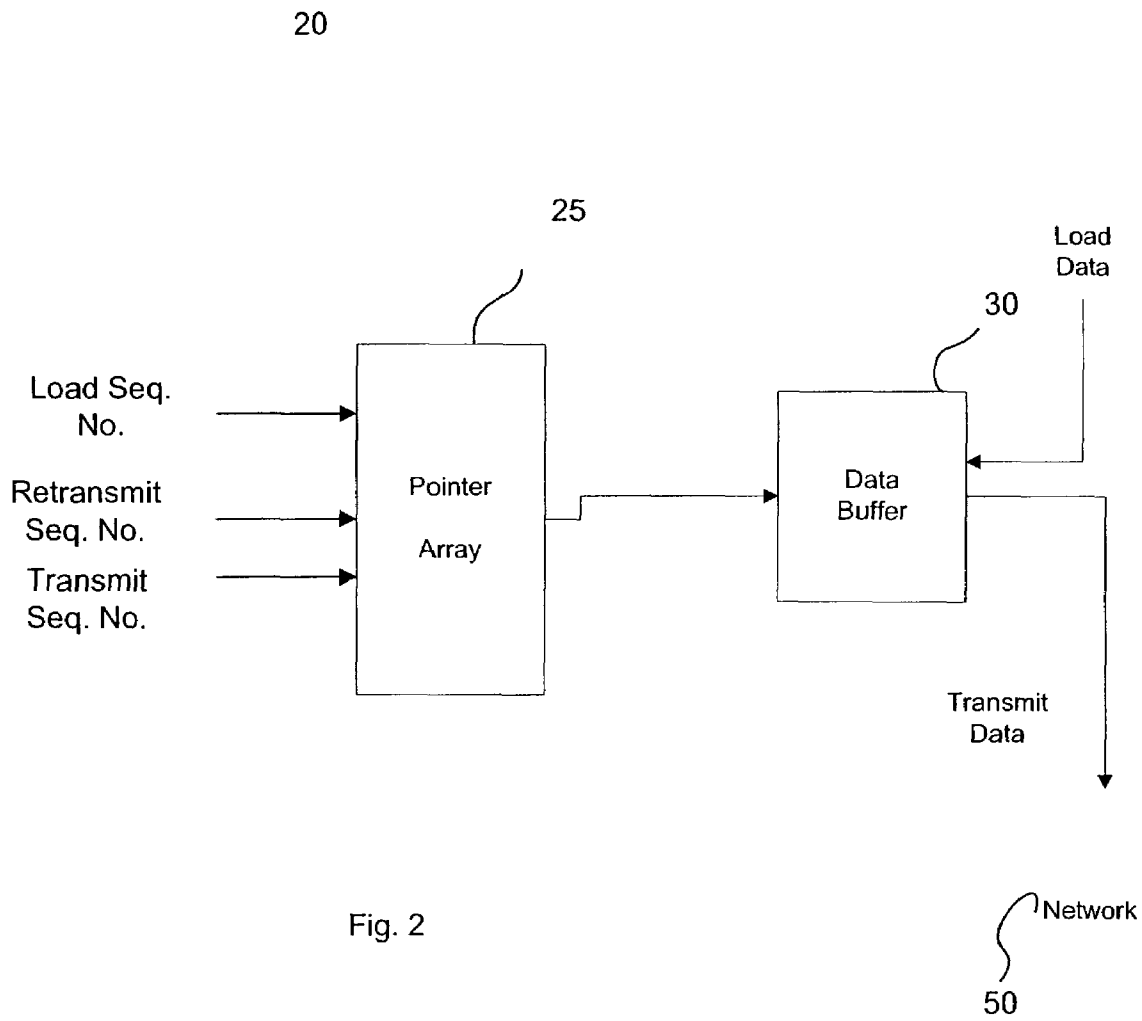 20
25
Load
Data
30
Load Seq.
No.
Retransmit
Seq. No.
Transmit
Seq. No.
Pointer
Array
Data
Buffer
Transmit
Data
Fig. 2
Network
50